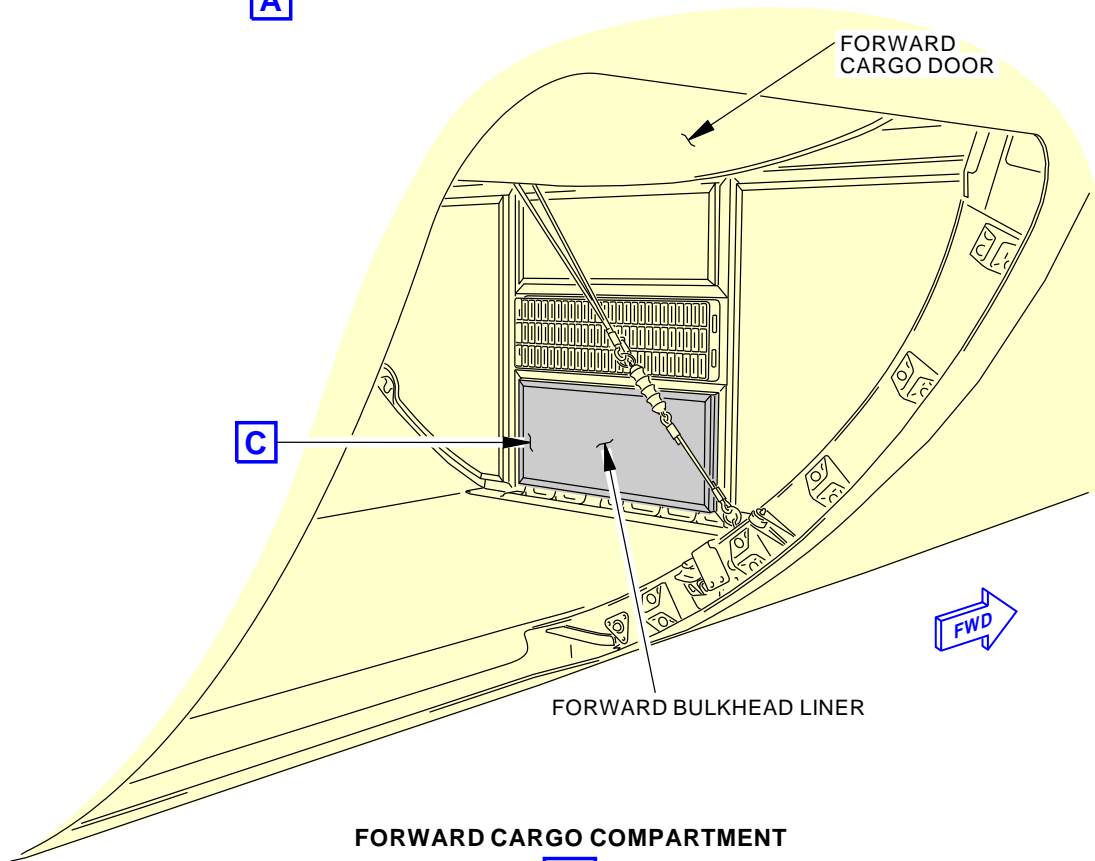 A
FORWARD
CARGO DOOR
C
FWD
FORWARD BULKHEAD LINER
FORWARD CARGO COMPARTMENT